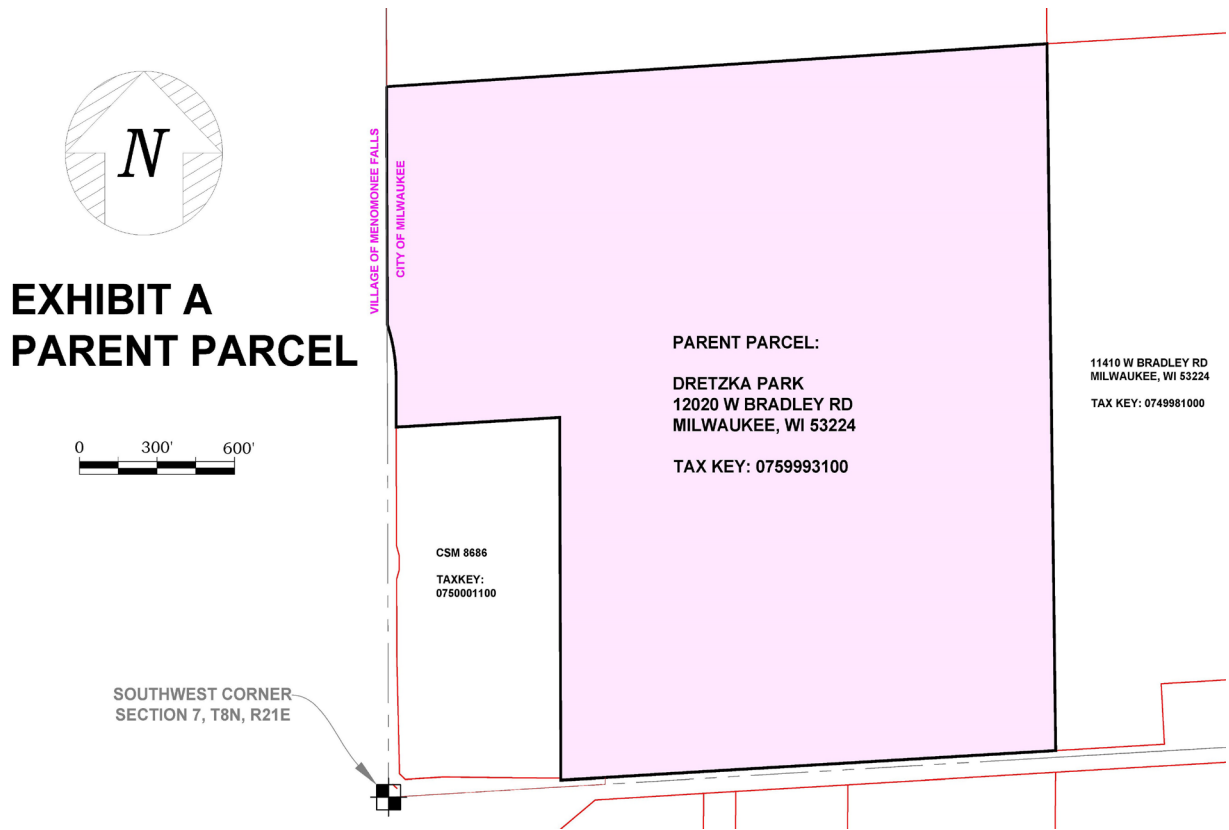 N
EXHIBIT A
PARENT PARCEL
0 300' 600'
VILLAGE OF MENOMONEE FALLS
CITY OF MILWAUKEE
PARENT PARCEL:
DRETZKA PARK
12020 W BRADLEY RD
MILWAUKEE, WI 53224
TAX KEY: 0759993100
11410 W BRADLEY RD
MILWAUKEE, WI 53224
TAX KEY: 0749981000
CSM 8686
TAXKEY:
0750001100
SOUTHWEST CORNER
SECTION 7, T8N, R21E